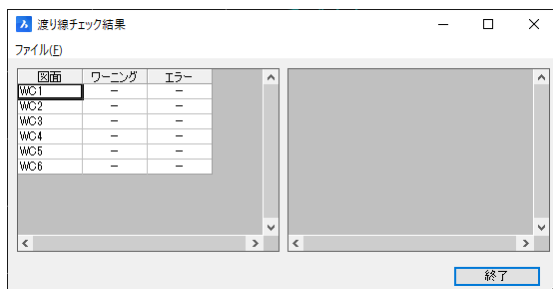 渡り線チェック結果
ファイル(F)
図面 ワーニング エラー
WC1 － －
WC2 － －
WC3 － －
WC4 － －
WC5 － －
WC6 － －
終了